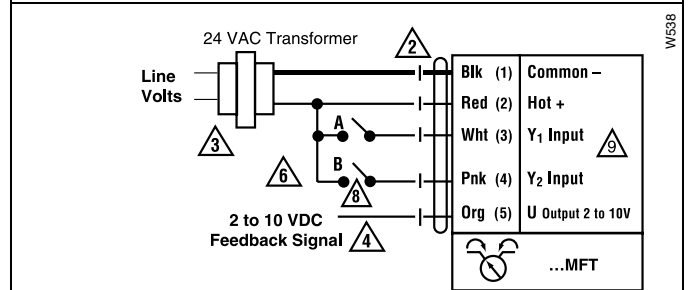 W538
24 VAC Transformer
2
Line
Volts
3
Blk (1) Common –
Red (2) Hot +
A
Wht (3) Y₁ Input
9
6
B
8
Pnk (4) Y₂ Input
Org (5) U Output 2 to 10V
2 to 10 VDC
Feedback Signal
4
...MFT